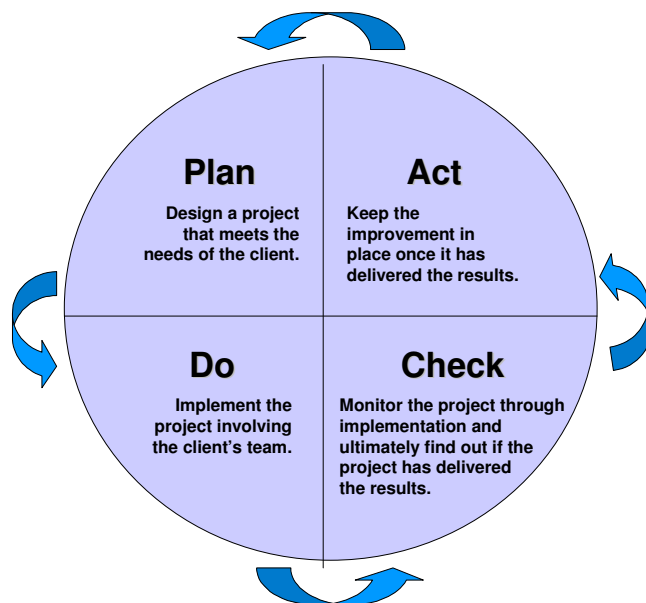 Plan
Design a project
that meets the
needs of the client.
Act
Keep the
improvement in
place once it has
delivered the results.
Do
Implement the
project involving
the client's team.
Check
Monitor the project through
implementation and
ultimately find out if the
project has delivered
the results.